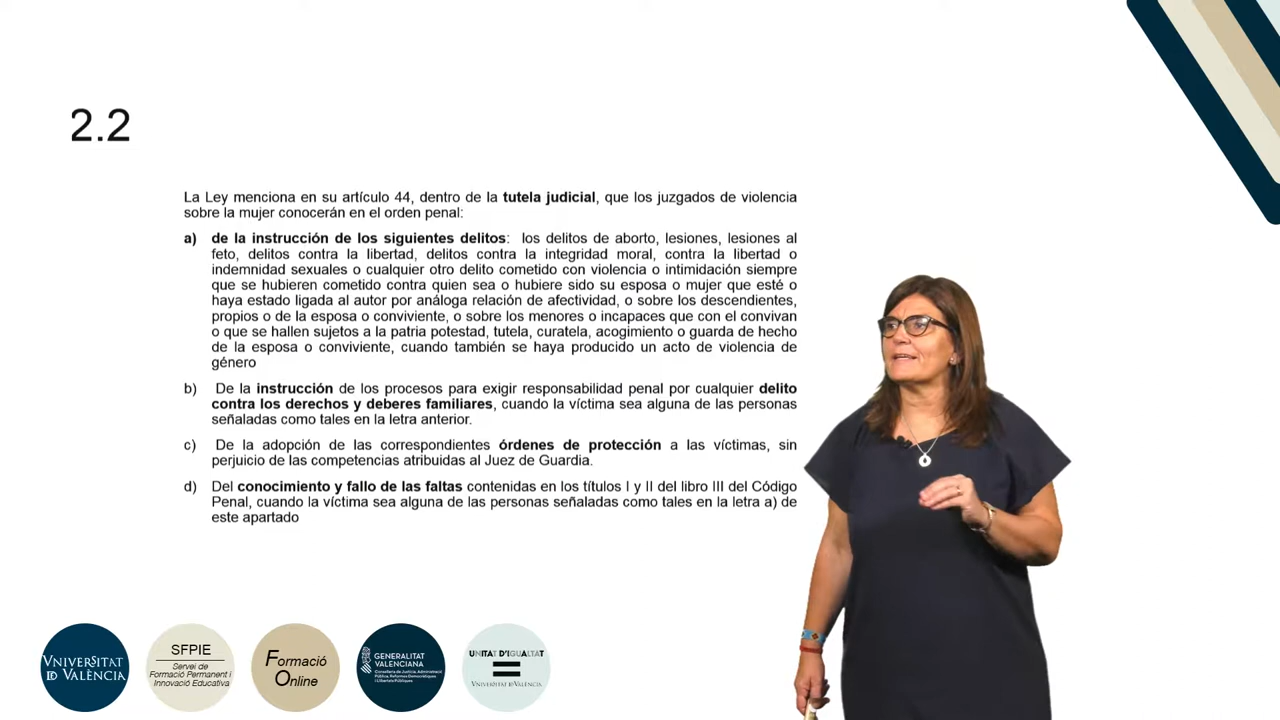 2.2
La Ley menciona en su artículo 44, dentro de la tutela judicial, que los juzgados de violencia
sobre la mujer conocerán en el orden penal:
a) de la instrucción de los siguientes delitos: los delitos de aborto, lesiones, lesiones al
feto, delitos contra la libertad, delitos contra la integridad moral, contra la libertad o
indemnidad sexuales o cualquier otro delito cometido con violencia o intimidación siempre
que se hubieren cometido contra quien sea o hubiere sido su esposa o mujer que esté o
haya estado ligada al autor por análoga relación de afectividad, o sobre los descendientes,
propios o de la esposa o conviviente, o sobre los menores o incapaces que con el convivan
o que se hallen sujetos a la patria potestad, tutela, curatela, acogimiento o guarda de hecho
de la esposa o conviviente, cuando también se haya producido un acto de violencia de
género
b) De la instrucción de los procesos para exigir responsabilidad penal por cualquier delito
contra los derechos y deberes familiares, cuando la víctima sea alguna de las personas
señaladas como tales en la letra anterior.
c) De la adopción de las correspondientes órdenes de protección a las víctimas, sin
perjuicio de las competencias atribuidas al Juez de Guardia.
d) Del conocimiento y fallo de las faltas contenidas en los títulos I y II del libro III del Código
Penal, cuando la víctima sea alguna de las personas señaladas como tales en la letra a) de
este apartado
VNIVERSITAT
ID VALÈNCIA
SFPIE
Servei de
Formació Permanent i
Innovació Educativa
Formació
Online
GENERALITAT
VALENCIANA
Conselleria de Justícia, Administració
Pública, Reformes Democràtiques
i Llibertats Públiques
UNITAT D'IGUALTAT
VNIVERSITAT ID VALÈNCIA